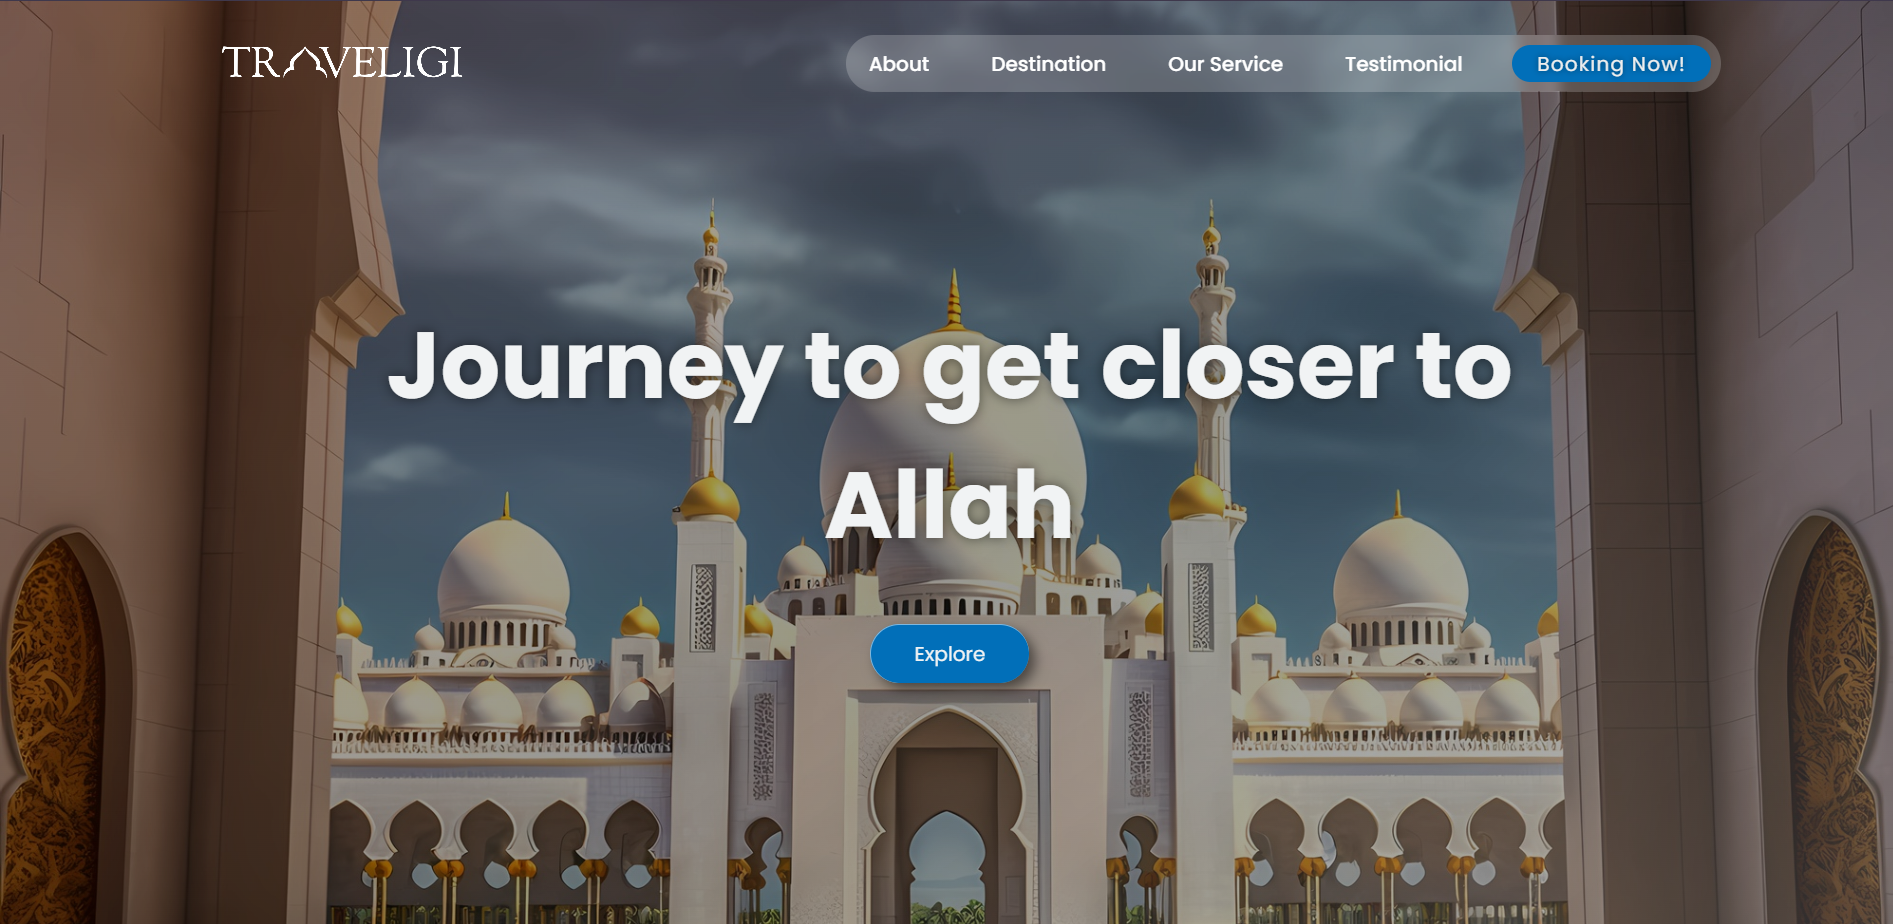 TRAVELIGI
About
Destination
Our Service
Testimonial
Booking Now!
Journey to get closer to
Allah
Explore